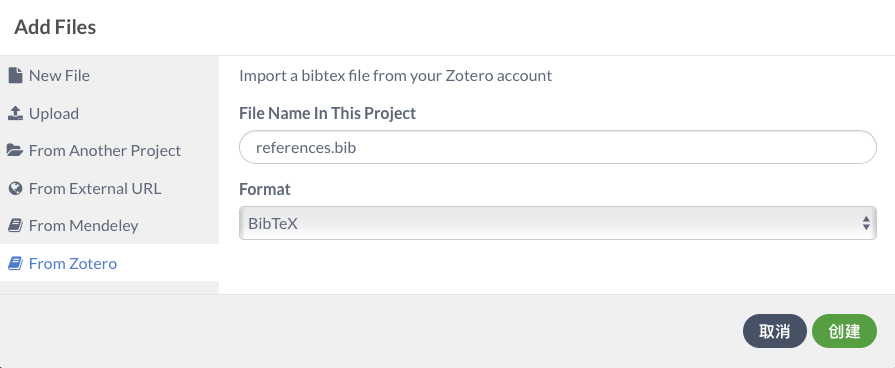 Add Files
New File
Upload
From Another Project
From External URL
From Mendeley
From Zotero
Import a bibtex file from your Zotero account
File Name In This Project
references.bib
Format
BibTeX
取消
创建